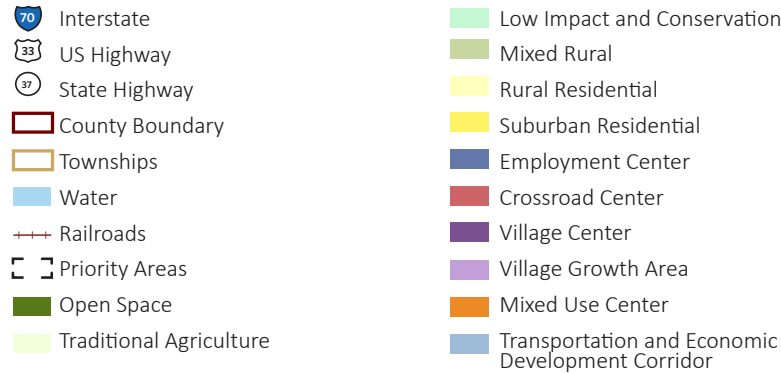 70 Interstate
33 US Highway
37 State Highway
County Boundary
Townships
Water
Railroads
Priority Areas
Open Space
Traditional Agriculture
Low Impact and Conservation
Mixed Rural
Rural Residential
Suburban Residential
Employment Center
Crossroad Center
Village Center
Village Growth Area
Mixed Use Center
Transportation and Economic
Development Corridor